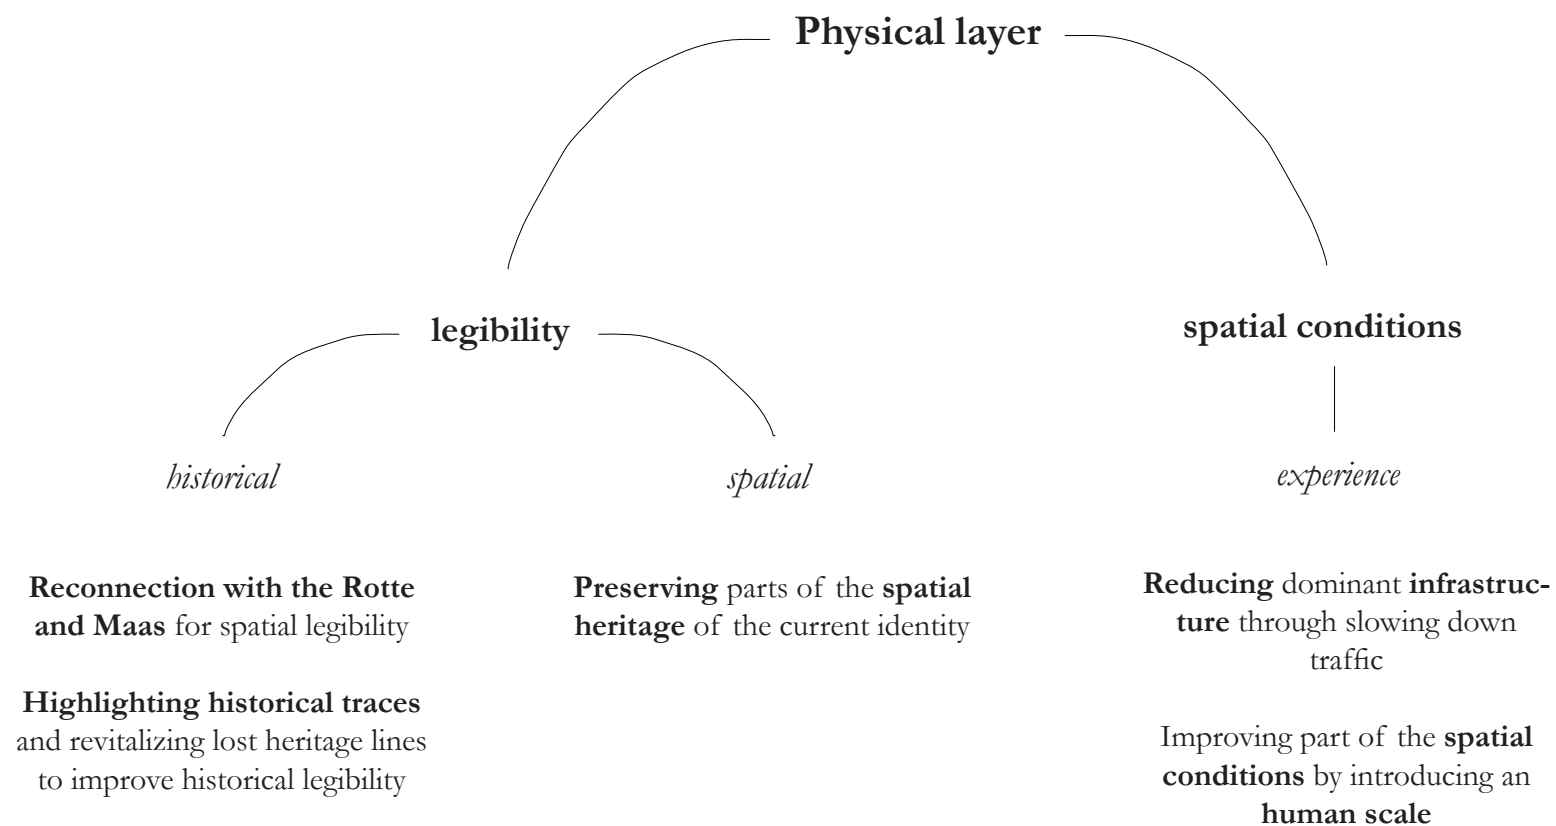 Physical layer
legibility
spatial conditions
historical
spatial
experience
Reconnection with the Rotte
and Maas for spatial legibility
Highlighting historical traces
and revitalizing lost heritage lines
to improve historical legibility
Preserving parts of the spatial
heritage of the current identity
Reducing dominant infrastruc-
ture through slowing down
traffic
Improving part of the spatial
conditions by introducing an
human scale